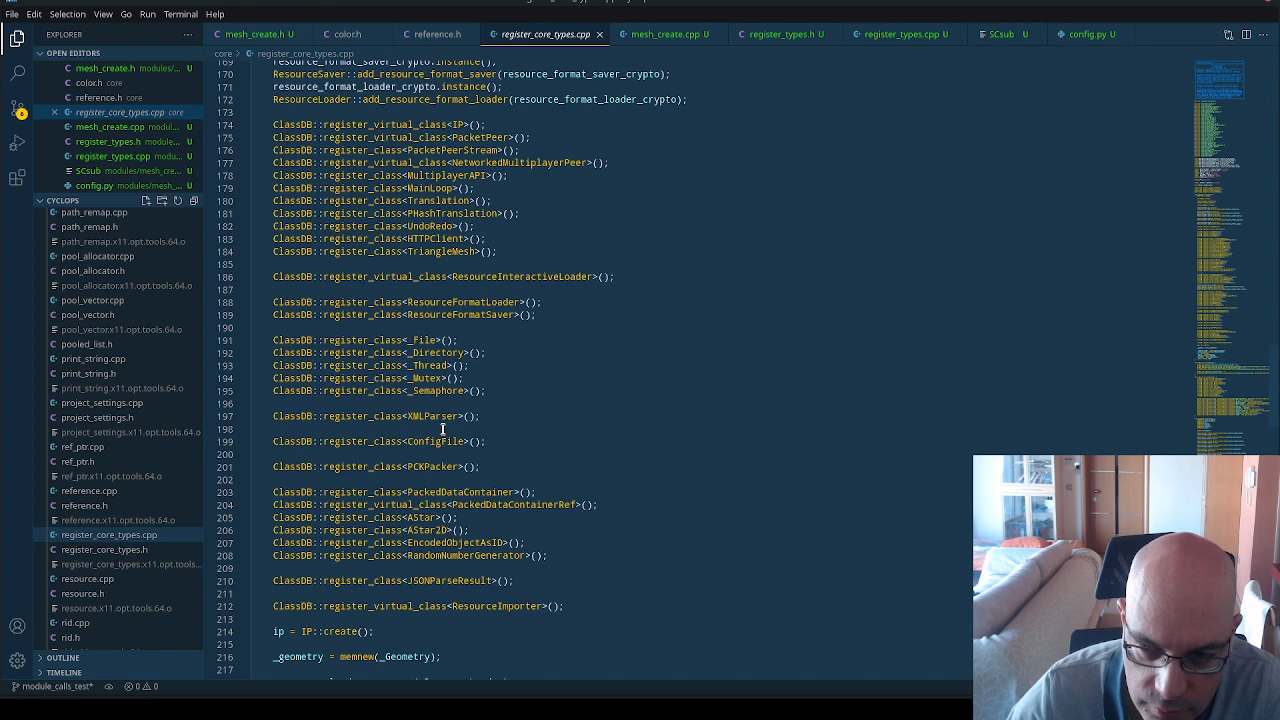 File Edit Selection View Go Run Terminal Help
EXPLORER ...
mesh_create.h U
color.h
reference.h
register_core_types.cpp ×
mesh_create.cpp U
register_types.h U
register_types.cpp U
SCsub U
config.py U
core > register_core_types.cpp
OPEN EDITORS
mesh_create.h modules/...
color.h core
reference.h core
register_core_types.cpp core
mesh_create.cpp modul...
register_types.h modul...
register_types.cpp modu...
SCsub modules/mesh_cre...
config.py modules/mesh_...
CYCLOPS
path_remap.cpp
path_remap.h
path_remap.x11.opt.tools.64.o
pool_allocator.cpp
pool_allocator.h
pool_allocator.x11.opt.tools.64.o
pool_vector.cpp
pool_vector.h
pool_vector.x11.opt.tools.64.o
pooled_list.h
print_string.cpp
print_string.h
print_string.x11.opt.tools.64.o
project_settings.cpp
project_settings.h
project_settings.x11.opt.tools.64.o
ref_ptr.cpp
ref_ptr.h
ref_ptr.x11.opt.tools.64.o
reference.cpp
reference.h
reference.x11.opt.tools.64.o
register_core_types.cpp
register_core_types.h
register_core_types.x11.opt.tools...
resource.cpp
resource.h
resource.x11.opt.tools.64.o
rid.cpp
rid.h
OUTLINE
TIMELINE
169 resource_format_saver_crypto.instance();
170 ResourceSaver::add_resource_format_saver(resource_format_saver_crypto);
171 resource_format_loader_crypto.instance();
172 ResourceLoader::add_resource_format_loader(resource_format_loader_crypto);
173
174 ClassDB::register_virtual_class<IP>();
175 ClassDB::register_virtual_class<PacketPeer>();
176 ClassDB::register_class<PacketPeerStream>();
177 ClassDB::register_virtual_class<NetworkedMultiplayerPeer>();
178 ClassDB::register_class<MultiplayerAPI>();
179 ClassDB::register_class<MainLoop>();
180 ClassDB::register_class<Translation>();
181 ClassDB::register_class<PHashTranslation>();
182 ClassDB::register_class<UndoRedo>();
183 ClassDB::register_class<HTTPClient>();
184 ClassDB::register_class<TriangleMesh>();
185
186 ClassDB::register_virtual_class<ResourceInteractiveLoader>();
187
188 ClassDB::register_class<ResourceFormatLoader>();
189 ClassDB::register_class<ResourceFormatSaver>();
190
191 ClassDB::register_class<_File>();
192 ClassDB::register_class<_Directory>();
193 ClassDB::register_class<_Thread>();
194 ClassDB::register_class<_Mutex>();
195 ClassDB::register_class<_Semaphore>();
196
197 ClassDB::register_class<XMLParser>();
198
199 ClassDB::register_class<ConfigFile>();
200
201 ClassDB::register_class<PCKPacker>();
202
203 ClassDB::register_class<PackedDataContainer>();
204 ClassDB::register_virtual_class<PackedDataContainerRef>();
205 ClassDB::register_class<AStar>();
206 ClassDB::register_class<AStar2D>();
207 ClassDB::register_class<EncodedObjectAsID>();
208 ClassDB::register_class<RandomNumberGenerator>();
209
210 ClassDB::register_class<JSONParseResult>();
211
212 ClassDB::register_virtual_class<ResourceImporter>();
213
214 ip = IP::create();
215
216 _geometry = memnew(_Geometry);
217
module_calls_test* 0 0